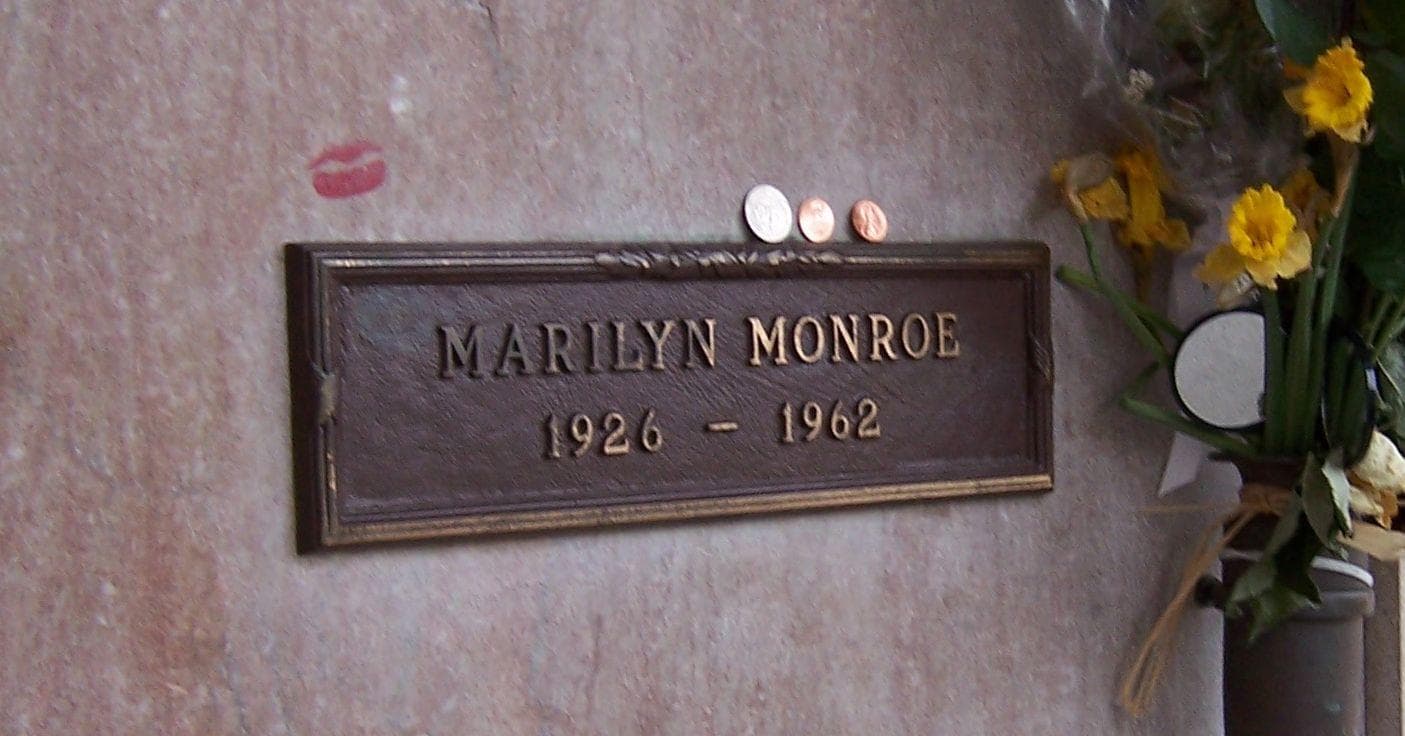 MARILYN MONROE
1926 – 1962